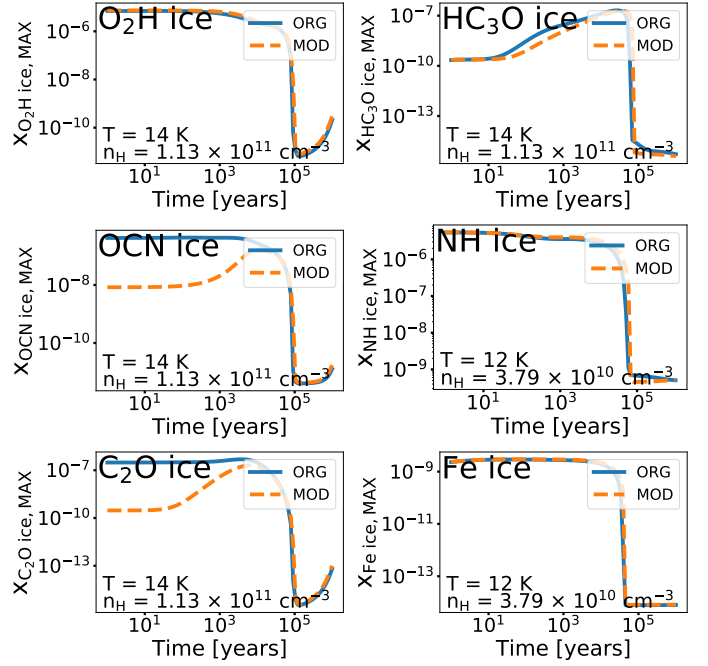 O₂H ice
ORG
MOD
T = 14 K
n_H = 1.13 × 10¹¹ cm⁻³
x_O₂H ice, MAX
10⁻⁶
10⁻⁸
10⁻¹⁰
10¹ 10³ 10⁵
Time [years]
HC₃O ice
ORG
MOD
T = 14 K
n_H = 1.13 × 10¹¹ cm⁻³
x_HC₃O ice, MAX
10⁻⁷
10⁻¹⁰
10⁻¹³
10¹ 10³ 10⁵
Time [years]
OCN ice
ORG
MOD
T = 14 K
n_H = 1.13 × 10¹¹ cm⁻³
x_OCN ice, MAX
10⁻⁸
10⁻¹⁰
10¹ 10³ 10⁵
Time [years]
NH ice
ORG
MOD
T = 12 K
n_H = 3.79 × 10¹⁰ cm⁻³
x_NH ice, MAX
10⁻⁶
10⁻⁷
10⁻⁸
10⁻⁹
10¹ 10³ 10⁵
Time [years]
C₂O ice
ORG
MOD
T = 14 K
n_H = 1.13 × 10¹¹ cm⁻³
x_C₂O ice, MAX
10⁻⁷
10⁻¹⁰
10⁻¹³
10¹ 10³ 10⁵
Time [years]
Fe ice
ORG
MOD
T = 12 K
n_H = 3.79 × 10¹⁰ cm⁻³
x_Fe ice, MAX
10⁻⁹
10⁻¹¹
10⁻¹³
10¹ 10³ 10⁵
Time [years]